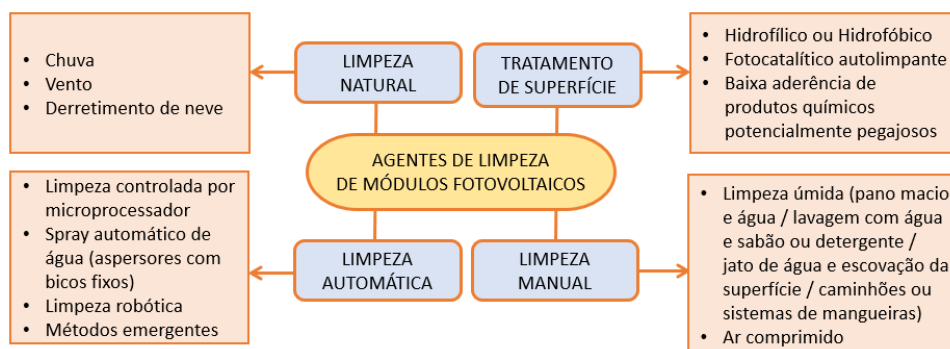 • Chuva
• Vento
• Derretimento de neve
LIMPEZA
NATURAL
TRATAMENTO
DE SUPERFÍCIE
• Hidrofílico ou Hidrofóbico
• Fotocatalítico autolimpante
• Baixa aderência de
produtos químicos
potencialmente pegajosos
AGENTES DE LIMPEZA
DE MÓDULOS FOTOVOLTAICOS
• Limpeza controlada por
microprocessador
• Spray automático de
água (aspersores com
bicos fixos)
• Limpeza robótica
• Métodos emergentes
LIMPEZA
AUTOMÁTICA
LIMPEZA
MANUAL
• Limpeza úmida (pano macio
e água / lavagem com água
e sabão ou detergente /
jato de água e escovação da
superfície / caminhões ou
sistemas de mangueiras)
• Ar comprimido